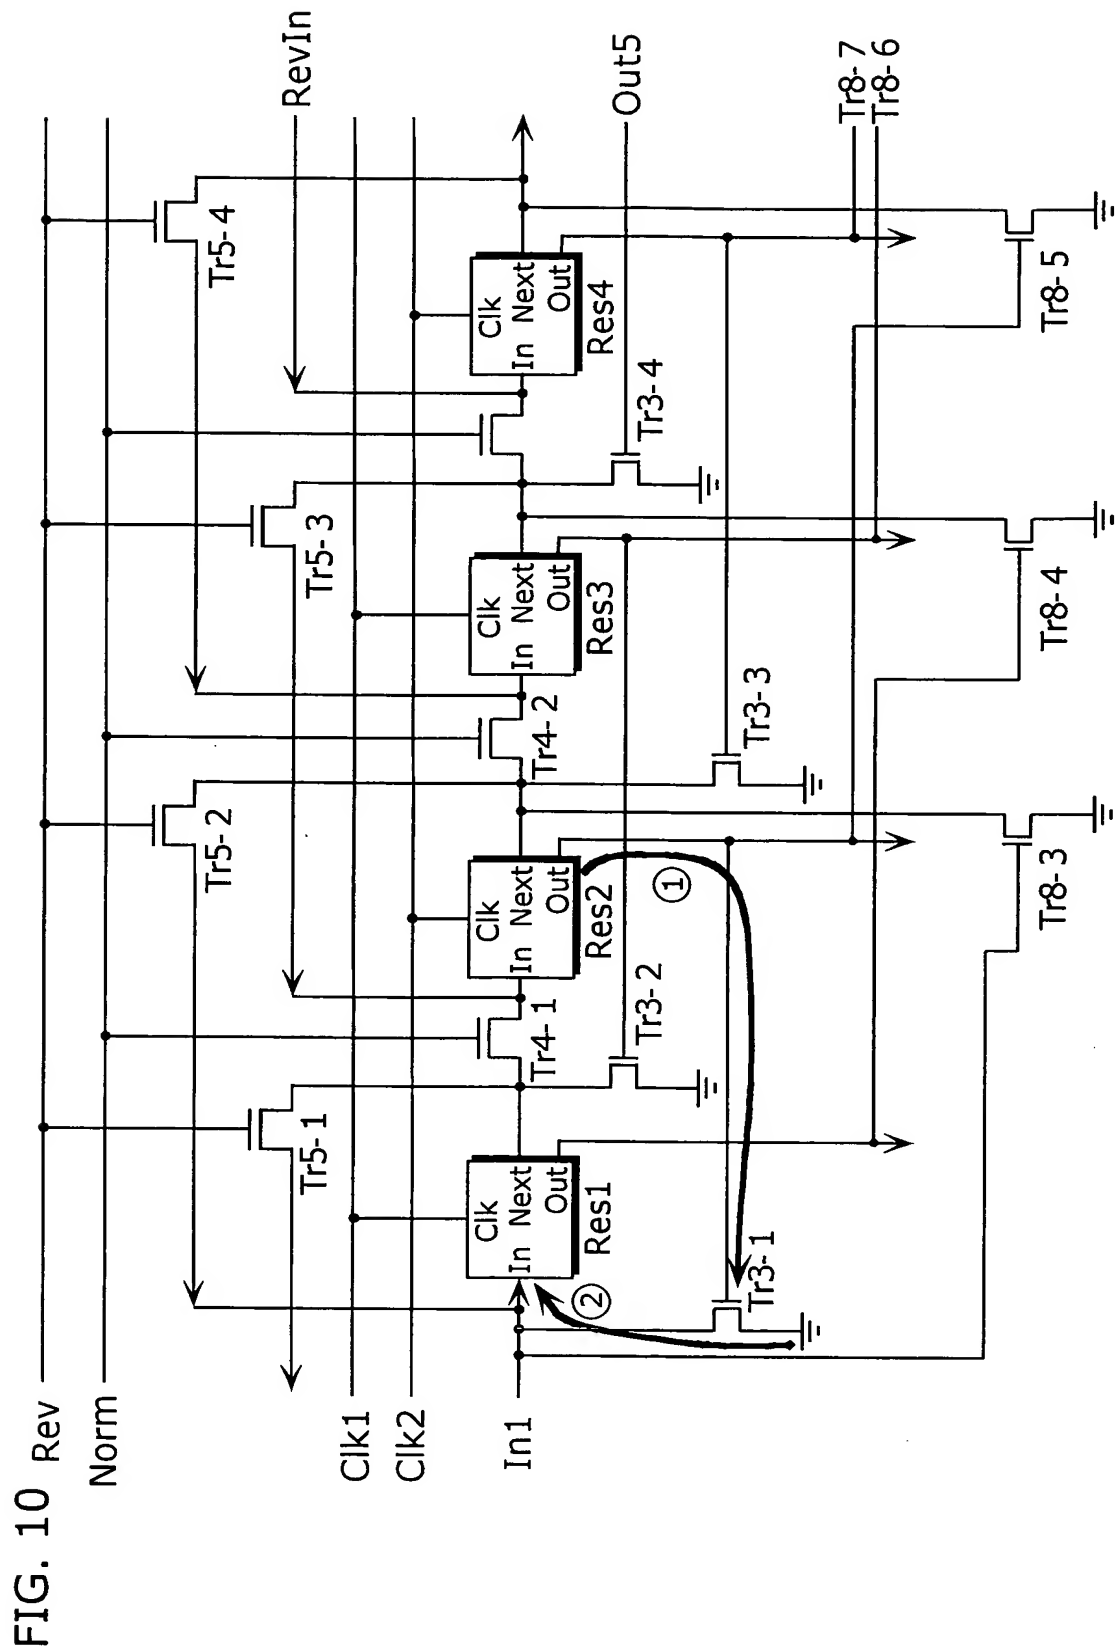 FIG. 10
Rev
Norm
Tr5-1
Tr5-2
Tr5-3
Tr5-4
RevIn
Clk1
Clk2
In1
Clk
In Next
Out
Res1
Tr4-1
Clk
In Next
Out
Res2
Tr4-2
Clk
In Next
Out
Res3
Clk
In Next
Out
Res4
②
①
Tr3-1
Tr3-2
Tr3-3
Tr3-4
Out5
Tr8-7
Tr8-6
Tr8-3
Tr8-4
Tr8-5